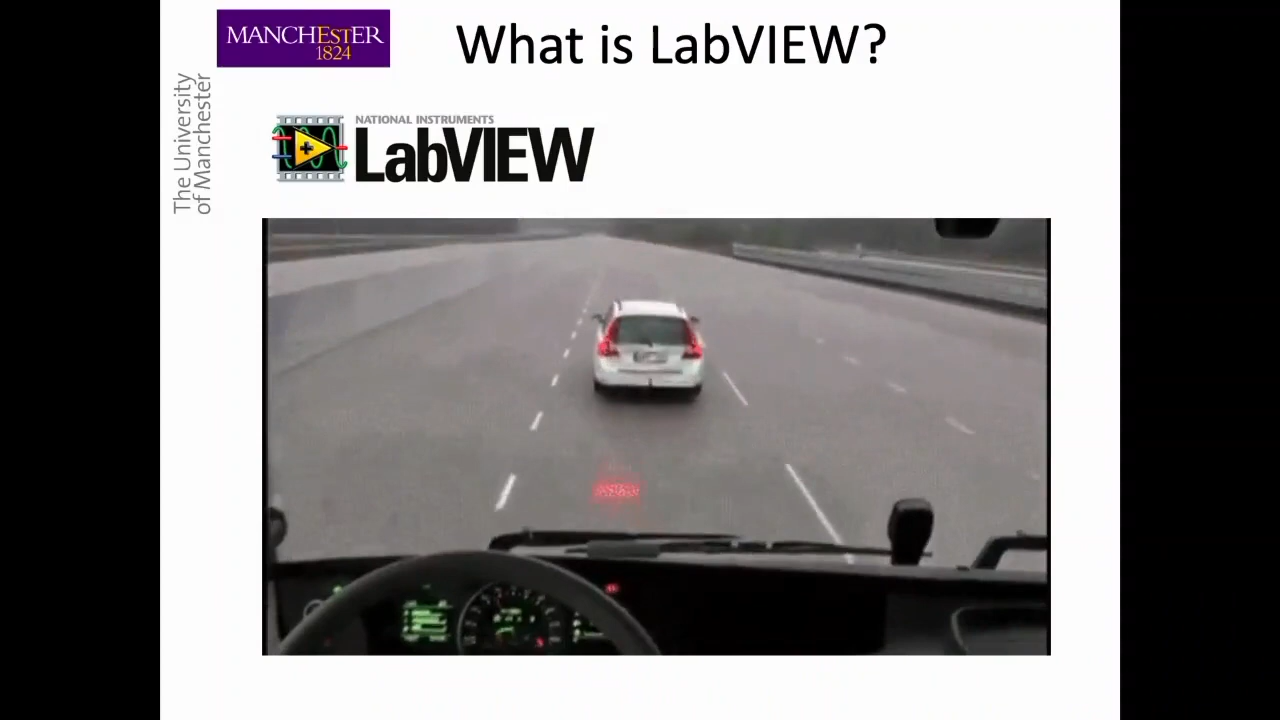 MANCHESTER
1824
The University
of Manchester
What is LabVIEW?
NATIONAL INSTRUMENTS
LabVIEW